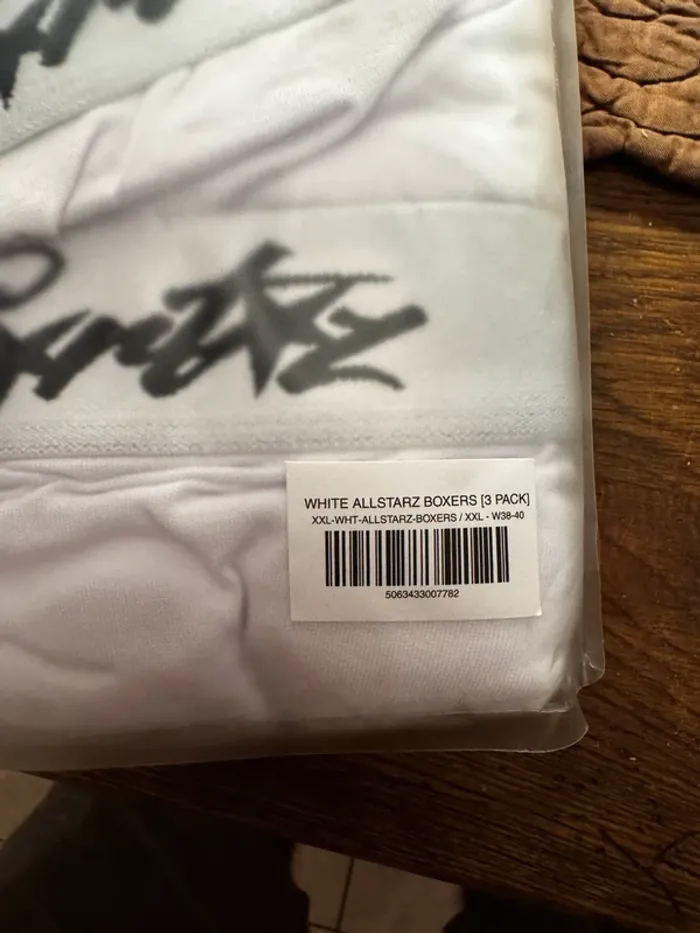 WHITE ALLSTARZ BOXERS [3 PACK]
XXL-WHT-ALLSTARZ-BOXERS / XXL - W38-40
5063433007782